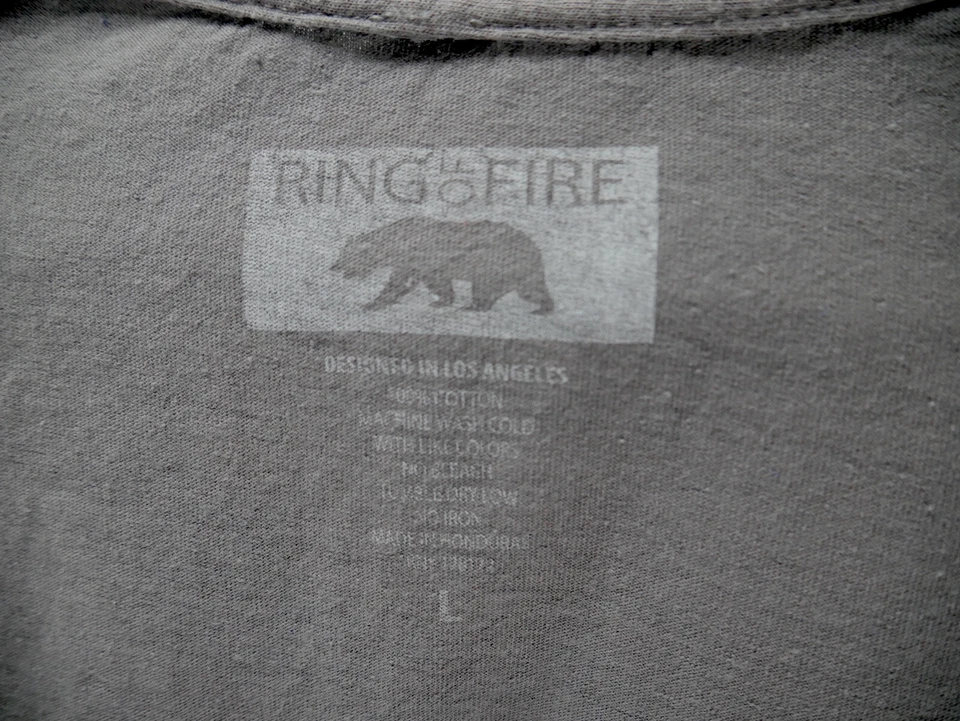 RING OF FIRE
DESIGNED IN LOS ANGELES
100% COTTON
MACHINE WASH COLD
WITH LIKE COLORS
NO BLEACH
TUMBLE DRY LOW
NO IRON
MADE IN HONDURAS
L